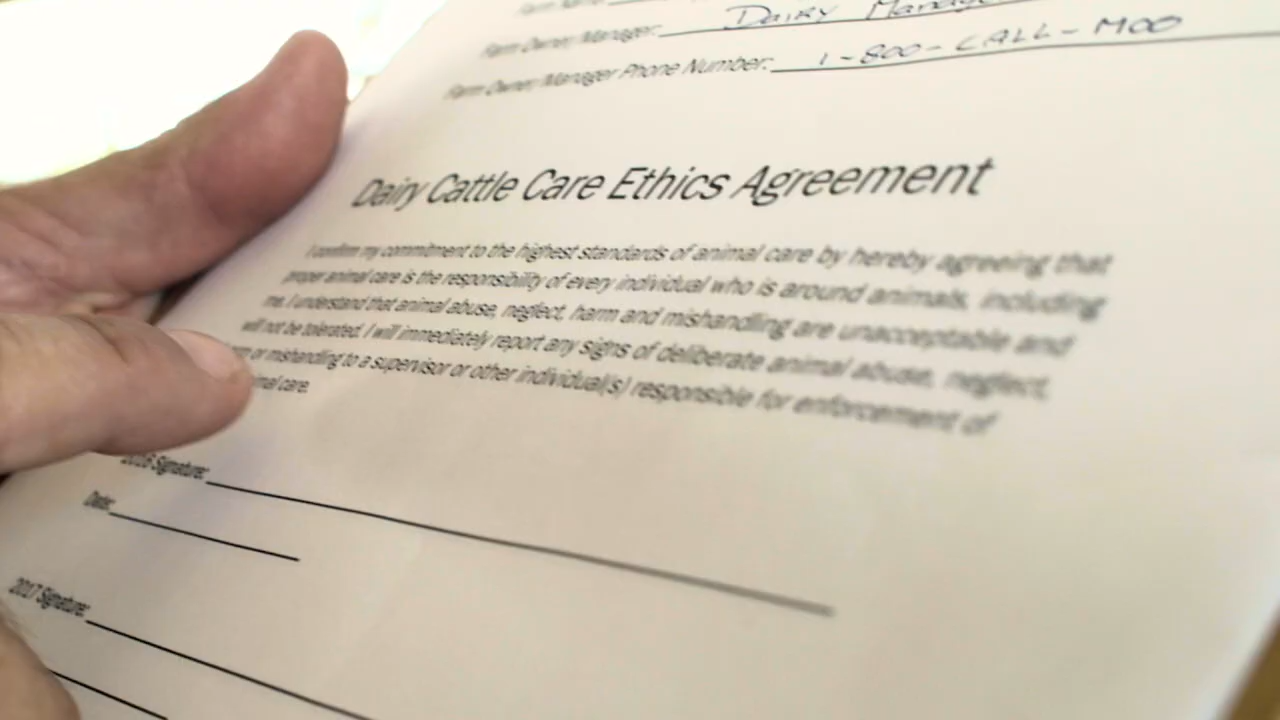 Farm Owner/Manager: Dairy Manager
Farm Owner/Manager Phone Number: 1-800-CALL-MOO
Dairy Cattle Care Ethics Agreement
I confirm my commitment to the highest standards of animal care by hereby agreeing that
proper animal care is the responsibility of every individual who is around animals, including
me. I understand that animal abuse, neglect, harm and mishandling are unacceptable and
will not be tolerated. I will immediately report any signs of deliberate animal abuse, neglect,
or mishandling to a supervisor or other individual(s) responsible for enforcement of
care.
Signature:
Date:
2017 Signature: